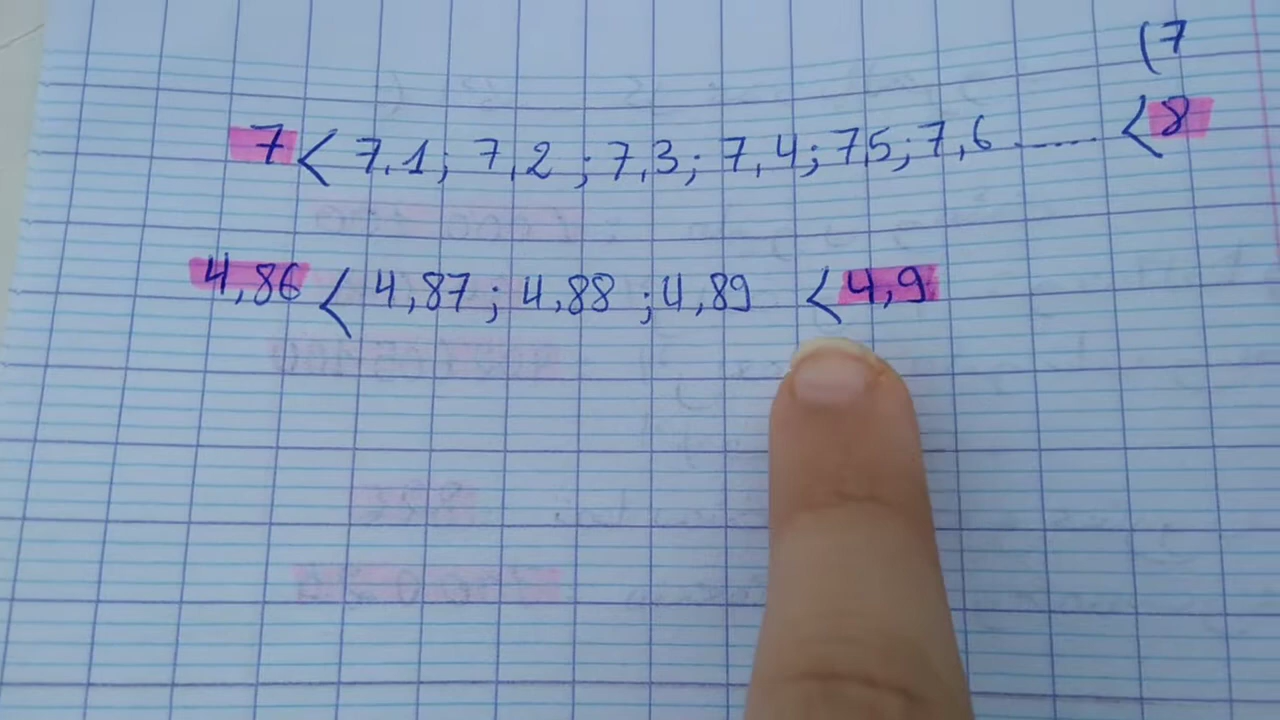 (7
7 < 7,1 ; 7,2 ; 7,3 ; 7,4 ; 7,5 ; 7,6 ...... < 8
4,86 < 4,87 ; 4,88 ; 4,89 < 4,9